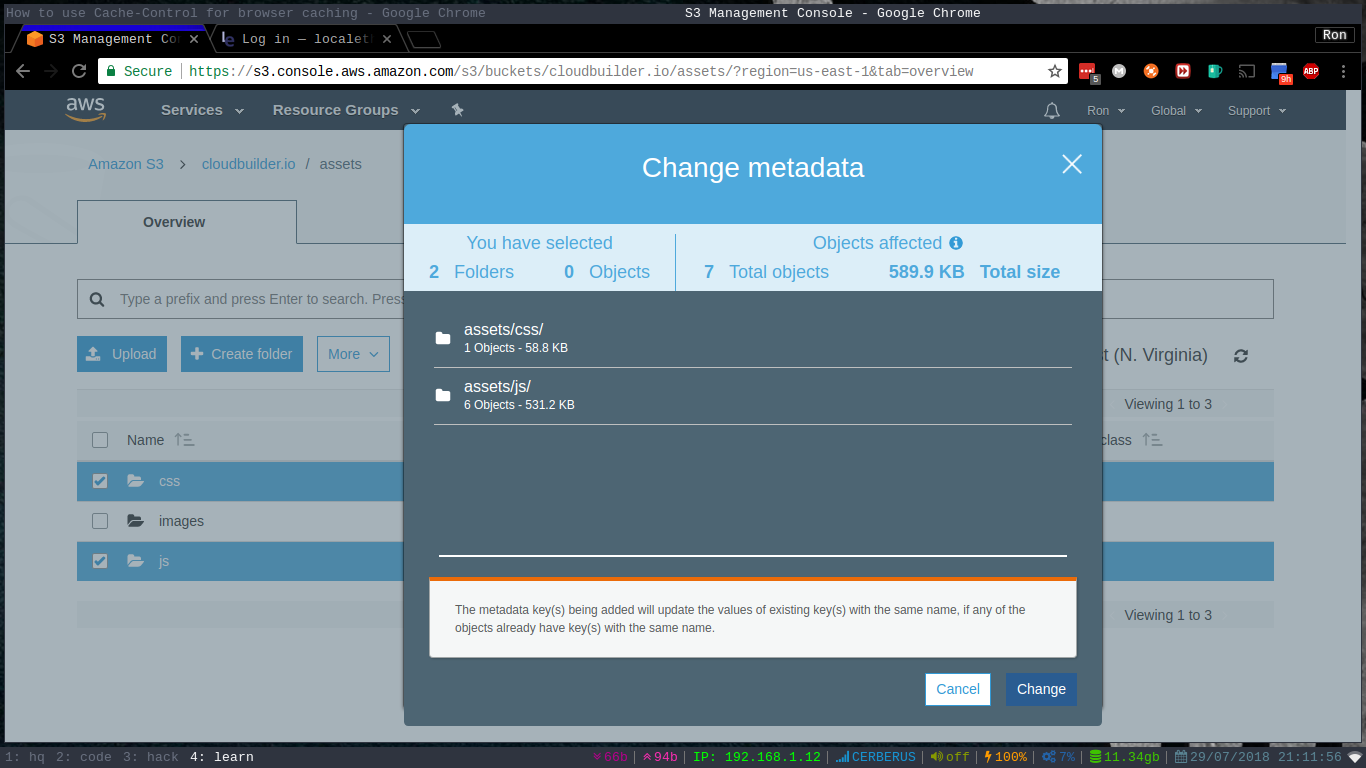 How to use Cache-Control for browser caching - Google Chrome
S3 Management Console - Google Chrome
S3 Management Con
Log in — localeth
Ron
Secure
https://s3.console.aws.amazon.com/s3/buckets/cloudbuilder.io/assets/?region=us-east-1&tab=overview
5
9h
ABP
aws
Services
Resource Groups
Ron
Global
Support
Amazon S3
cloudbuilder.io / assets
Overview
Type a prefix and press Enter to search. Press
Upload
Create folder
More
t (N. Virginia)
Viewing 1 to 3
Name
class
css
images
js
Viewing 1 to 3
Change metadata
You have selected
Objects affected
2 Folders 0 Objects
7 Total objects 589.9 KB Total size
assets/css/
1 Objects - 58.8 KB
assets/js/
6 Objects - 531.2 KB
The metadata key(s) being added will update the values of existing key(s) with the same name, if any of the
objects already have key(s) with the same name.
Cancel
Change
1: hq 2: code 3: hack 4: learn
66b | 94b | IP: 192.168.1.12 | CERBERUS | off | 100% | 7% | 11.34gb | 29/07/2018 21:11:56